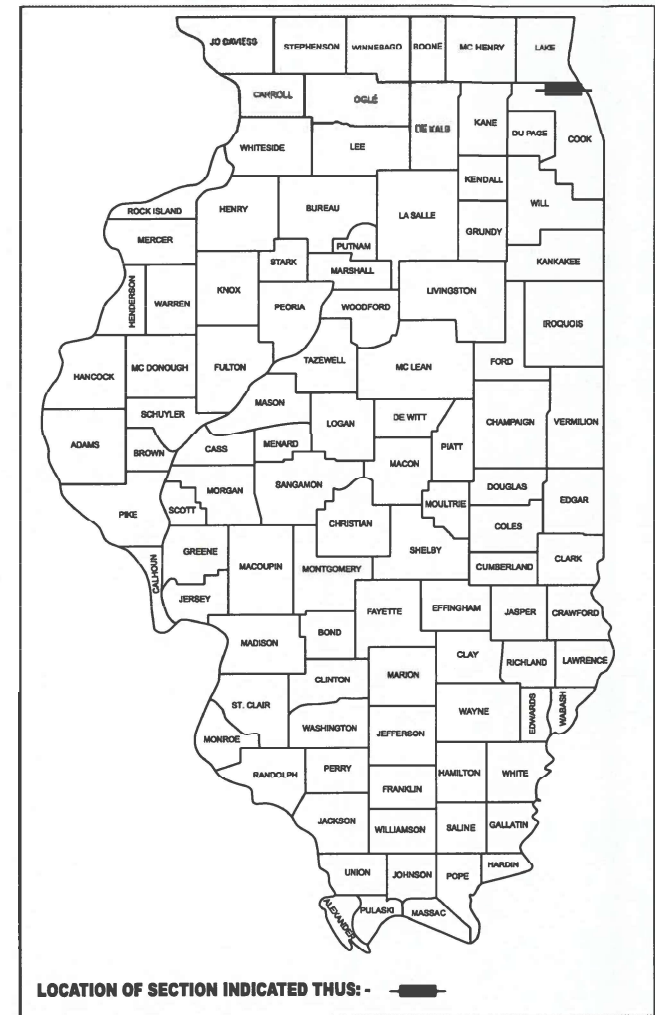 JO DAVIESS STEPHENSON WINNEBAGO BOONE MC HENRY LAKE
CARROLL OGLE DE KALB KANE DU PAGE COOK
WHITESIDE LEE
KENDALL WILL
ROCK ISLAND HENRY BUREAU LA SALLE GRUNDY
MERCER PUTNAM
STARK MARSHALL KANKAKEE
HENDERSON WARREN KNOX PEORIA WOODFORD LIVINGSTON IROQUOIS
HANCOCK MC DONOUGH FULTON TAZEWELL MC LEAN FORD
MASON
SCHUYLER LOGAN DE WITT CHAMPAIGN VERMILION
ADAMS BROWN CASS MENARD MACON PIATT
MORGAN SANGAMON DOUGLAS EDGAR
PIKE SCOTT CHRISTIAN MOULTRIE COLES
GREENE SHELBY
CALHOUN MACOUPIN MONTGOMERY CUMBERLAND CLARK
JERSEY FAYETTE EFFINGHAM JASPER CRAWFORD
MADISON BOND
CLAY RICHLAND LAWRENCE
CLINTON MARION
ST. CLAIR WAYNE EDWARDS WABASH
MONROE WASHINGTON JEFFERSON
RANDOLPH PERRY HAMILTON WHITE
FRANKLIN
JACKSON WILLIAMSON SALINE GALLATIN
UNION JOHNSON POPE HARDIN
ALEXANDER PULASKI MASSAC
LOCATION OF SECTION INDICATED THUS: -